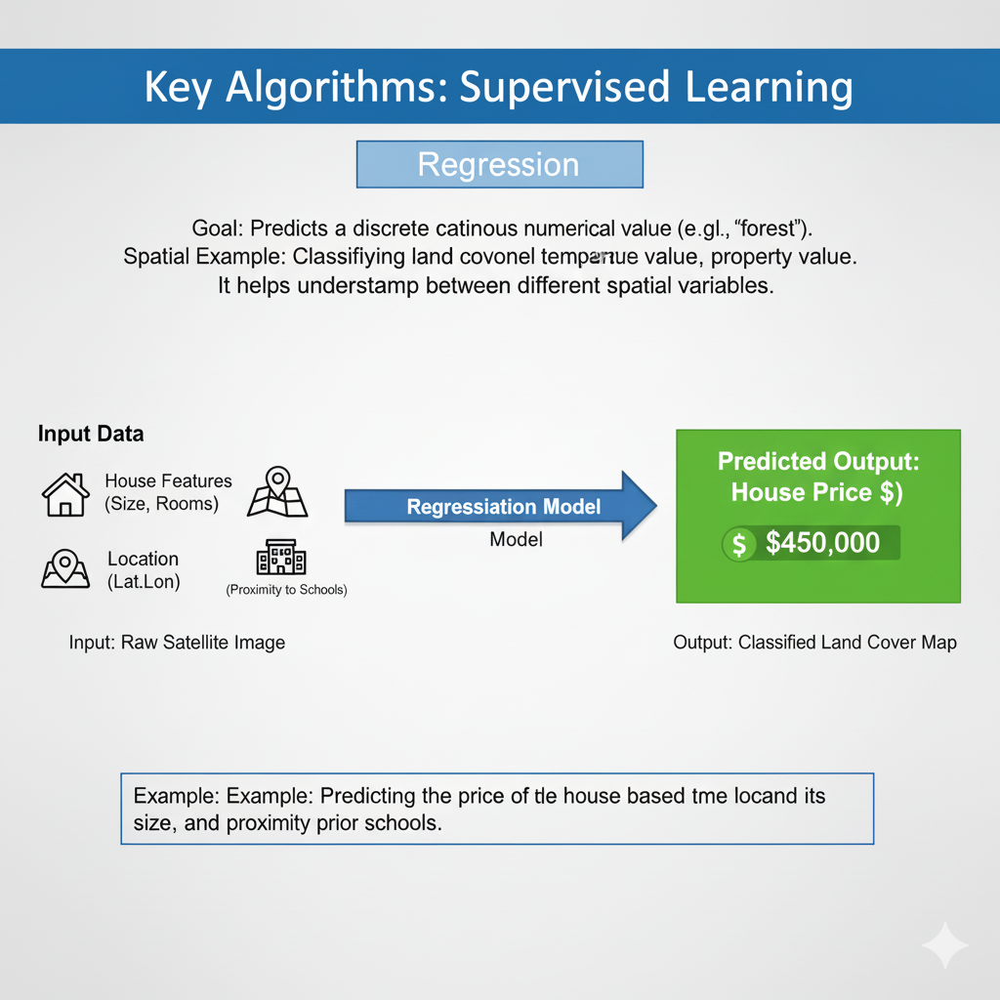 Key Algorithms: Supervised Learning
Regression
Goal: Predicts a discrete catinous numerical value (e.gl., “forest”).
Spatial Example: Classifiying land covonel value, property value.
It helps understamp between different spatial variables.
Input Data
House Features
(Size, Rooms)
Location
(Lat.Lon)
(Proximity to Schools)
Input: Raw Satellite Image
Regressiation Model
Model
Predicted Output:
House Price $)
$ $450,000
Output: Classified Land Cover Map
Example: Example: Predicting the price of tle house based tme locand its
size, and proximity prior schools.